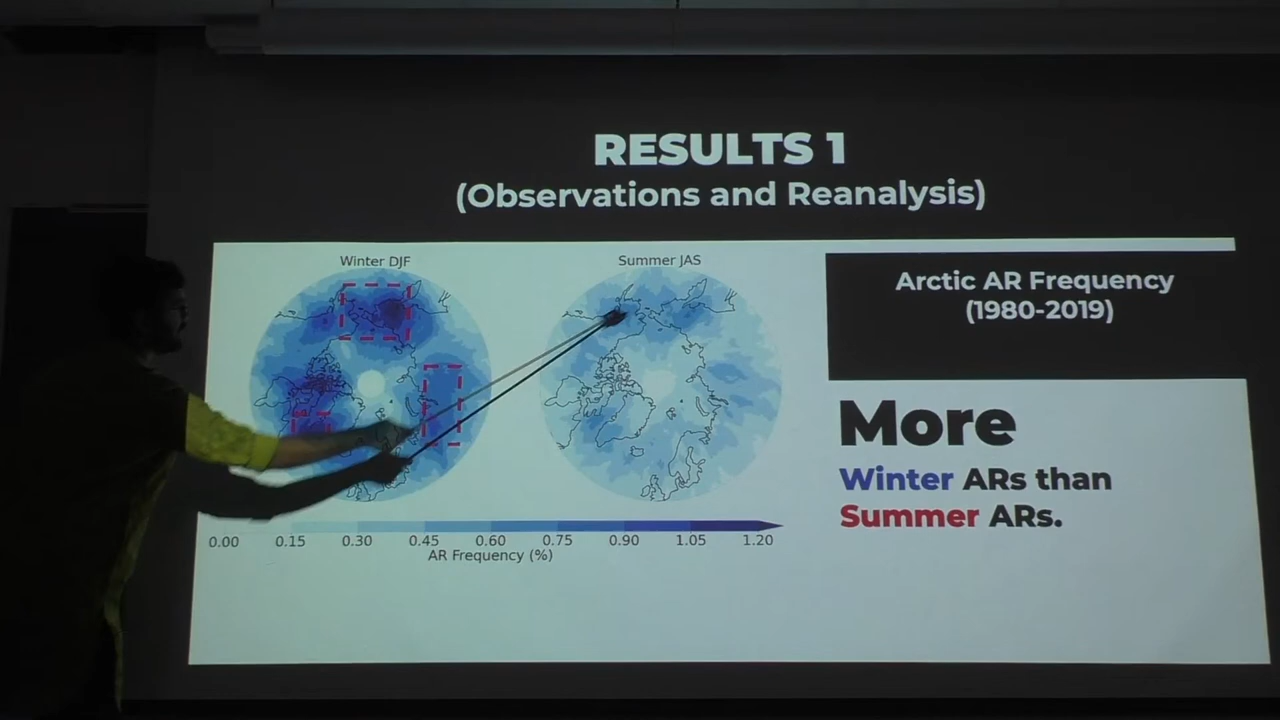 RESULTS 1
(Observations and Reanalysis)
Winter DJF
Summer JAS
0.00 0.15 0.30 0.45 0.60 0.75 0.90 1.05 1.20
AR Frequency (%)
Arctic AR Frequency
(1980-2019)
More
Winter ARs than
Summer ARs.